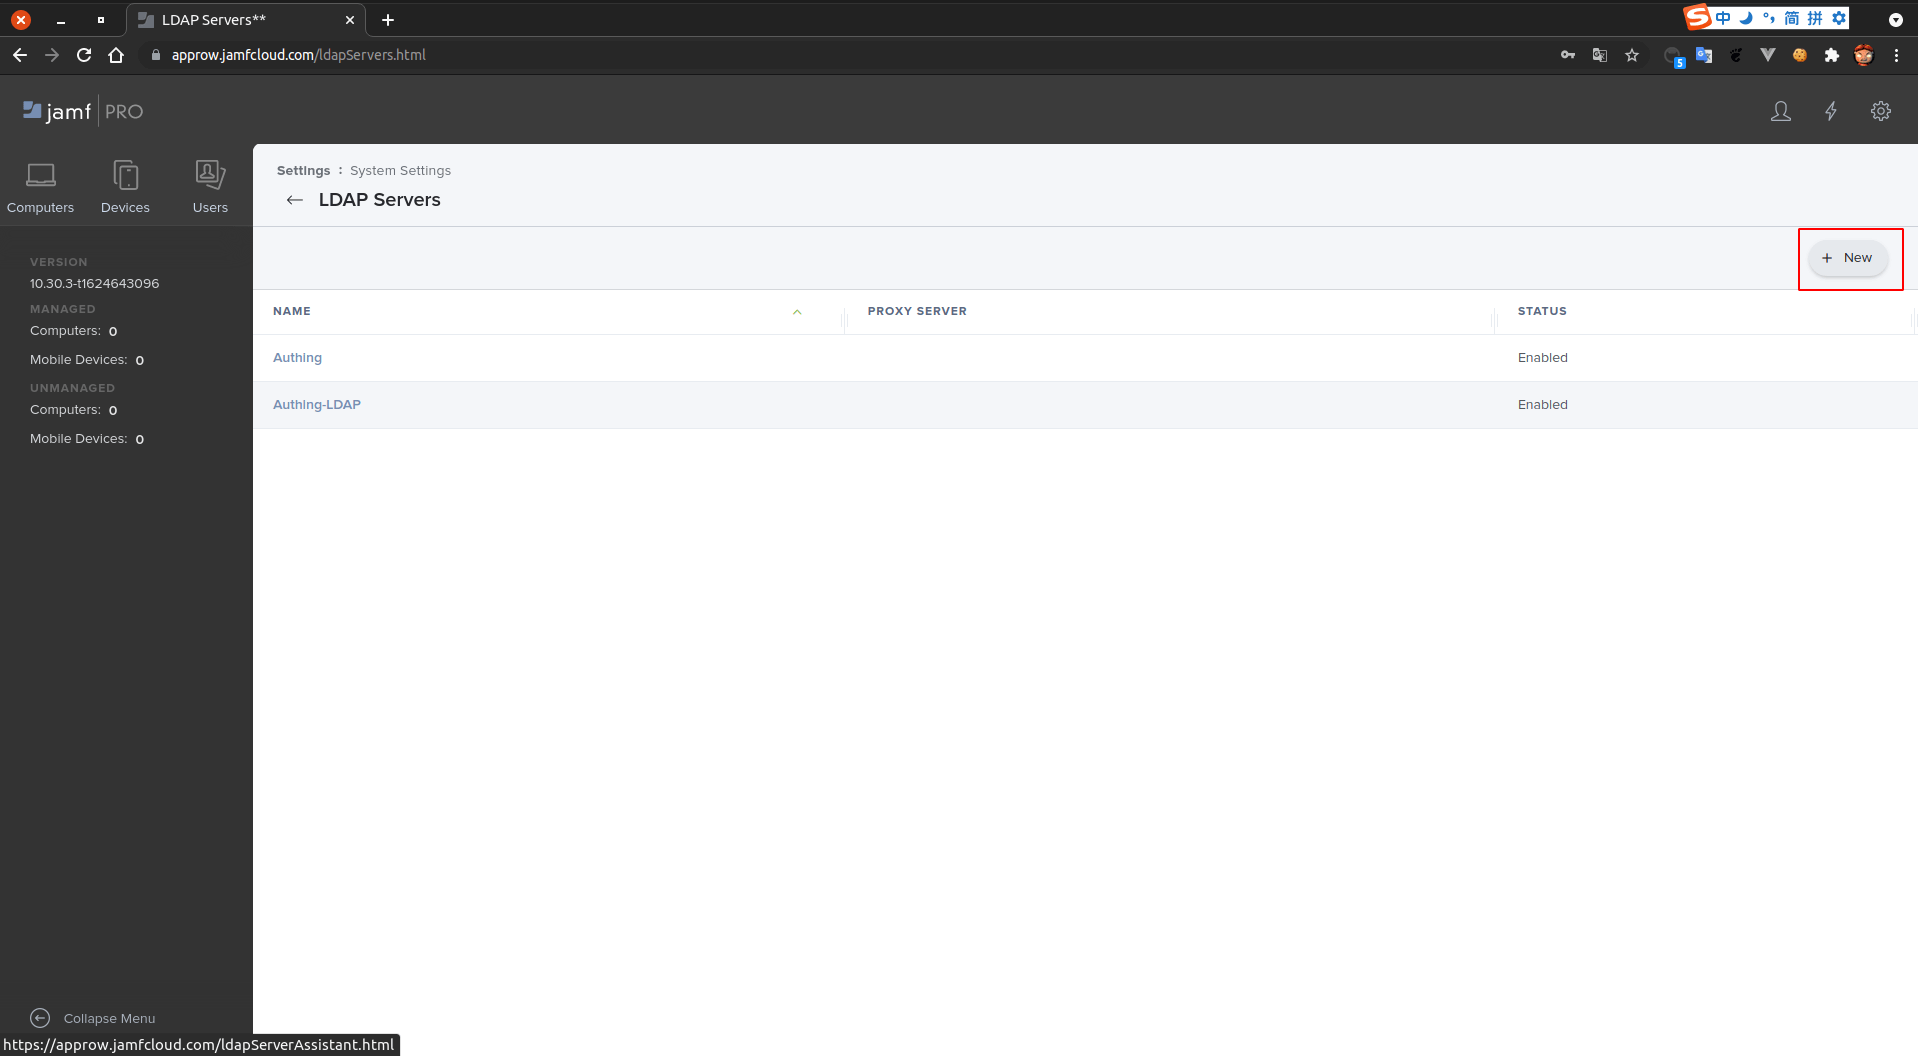 LDAP Servers**
中 简 拼
approw.jamfcloud.com/ldapServers.html
5
jamf PRO
Computers Devices Users
Settings : System Settings
LDAP Servers
VERSION
10.30.3-t1624643096
MANAGED
Computers: 0
Mobile Devices: 0
UNMANAGED
Computers: 0
Mobile Devices: 0
+ New
NAME PROXY SERVER STATUS
Authing Enabled
Authing-LDAP Enabled
Collapse Menu
https://approw.jamfcloud.com/ldapServerAssistant.html